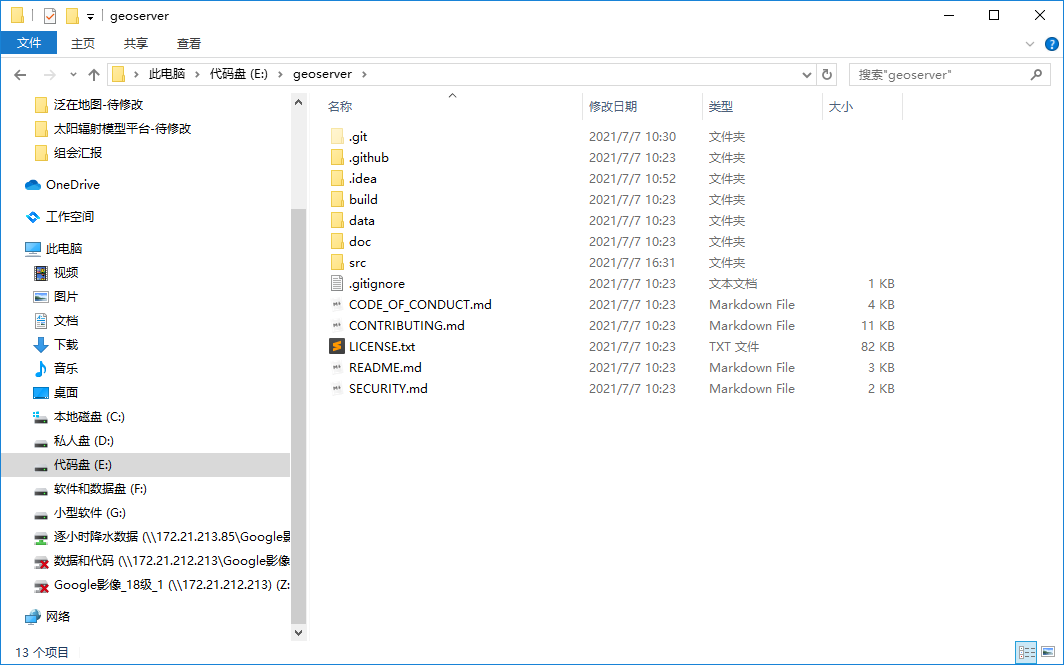 geoserver
文件 主页 共享 查看
此电脑 代码盘 (E:) geoserver 搜索"geoserver"
泛在地图-待修改
太阳辐射模型平台-待修改
组会汇报
OneDrive
工作空间
此电脑
视频
图片
文档
下载
音乐
桌面
本地磁盘 (C:)
私人盘 (D:)
代码盘 (E:)
软件和数据盘 (F:)
小型软件 (G:)
逐小时降水数据 (\\172.21.213.85\Google影
数据和代码 (\\172.21.212.213\Google影像
Google影像_18级_1 (\\172.21.212.213) (Z:
网络
名称 修改日期 类型 大小
.git 2021/7/7 10:30 文件夹
.github 2021/7/7 10:23 文件夹
.idea 2021/7/7 10:52 文件夹
build 2021/7/7 10:23 文件夹
data 2021/7/7 10:23 文件夹
doc 2021/7/7 10:23 文件夹
src 2021/7/7 16:31 文件夹
.gitignore 2021/7/7 10:23 文本文档 1 KB
CODE_OF_CONDUCT.md 2021/7/7 10:23 Markdown File 4 KB
CONTRIBUTING.md 2021/7/7 10:23 Markdown File 11 KB
LICENSE.txt 2021/7/7 10:23 TXT 文件 82 KB
README.md 2021/7/7 10:23 Markdown File 3 KB
SECURITY.md 2021/7/7 10:23 Markdown File 2 KB
13 个项目